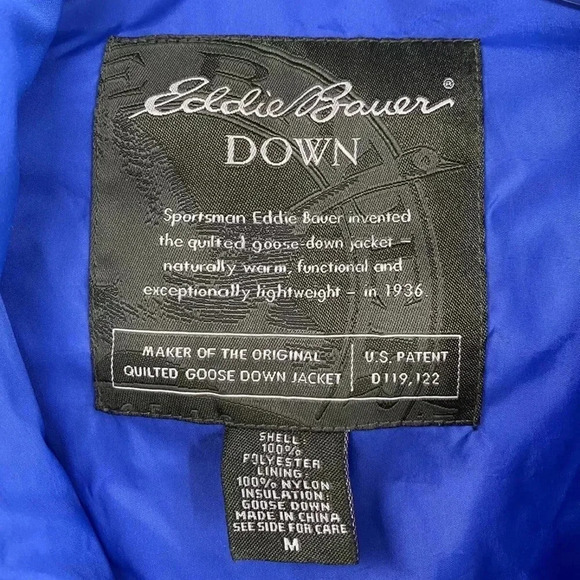 Eddie Bauer®
DOWN
Sportsman Eddie Bauer invented
the quilted goose-down jacket –
naturally warm, functional and
exceptionally lightweight – in 1936.
MAKER OF THE ORIGINAL
QUILTED GOOSE DOWN JACKET
U.S. PATENT
D119,122
SHELL:
100%
POLYESTER
LINING:
100% NYLON
INSULATION:
GOOSE DOWN
MADE IN CHINA
SEE SIDE FOR CARE
M